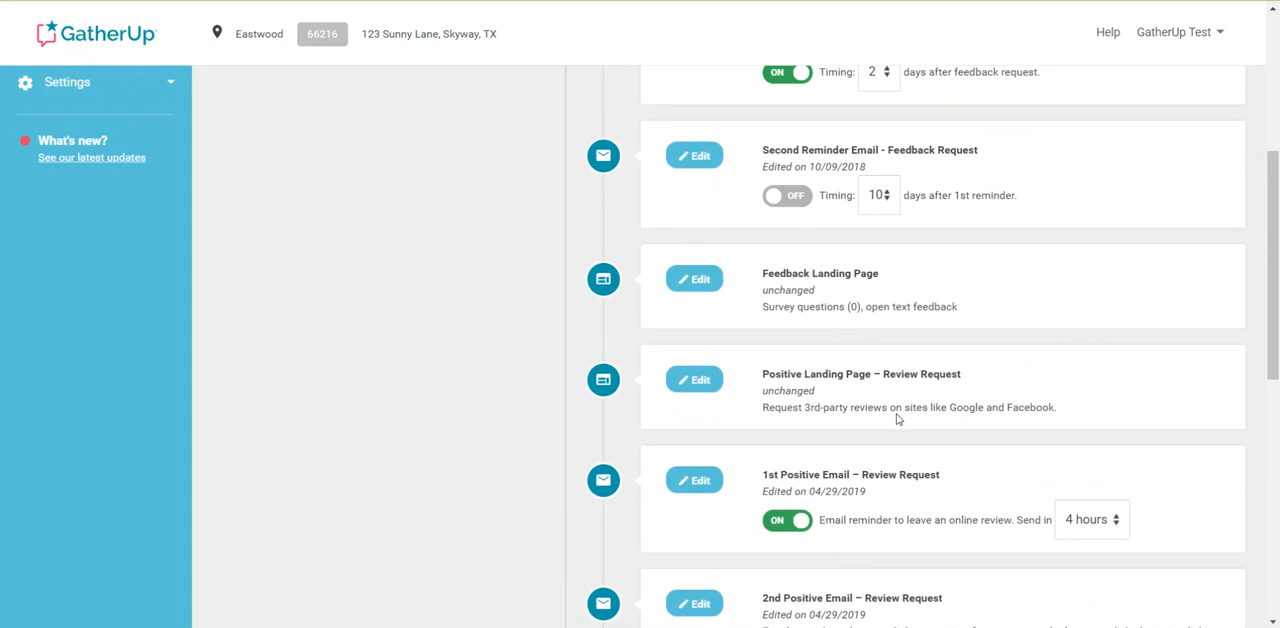 GatherUp
Eastwood 66216 123 Sunny Lane, Skyway, TX
Help GatherUp Test
Settings
What's new?
See our latest updates
ON Timing: 2 days after feedback request.
Edit
Second Reminder Email - Feedback Request
Edited on 10/09/2018
OFF Timing: 10 days after 1st reminder.
Edit
Feedback Landing Page
unchanged
Survey questions (0), open text feedback
Edit
Positive Landing Page – Review Request
unchanged
Request 3rd-party reviews on sites like Google and Facebook.
Edit
1st Positive Email – Review Request
Edited on 04/29/2019
ON Email reminder to leave an online review. Send in 4 hours
Edit
2nd Positive Email – Review Request
Edited on 04/29/2019